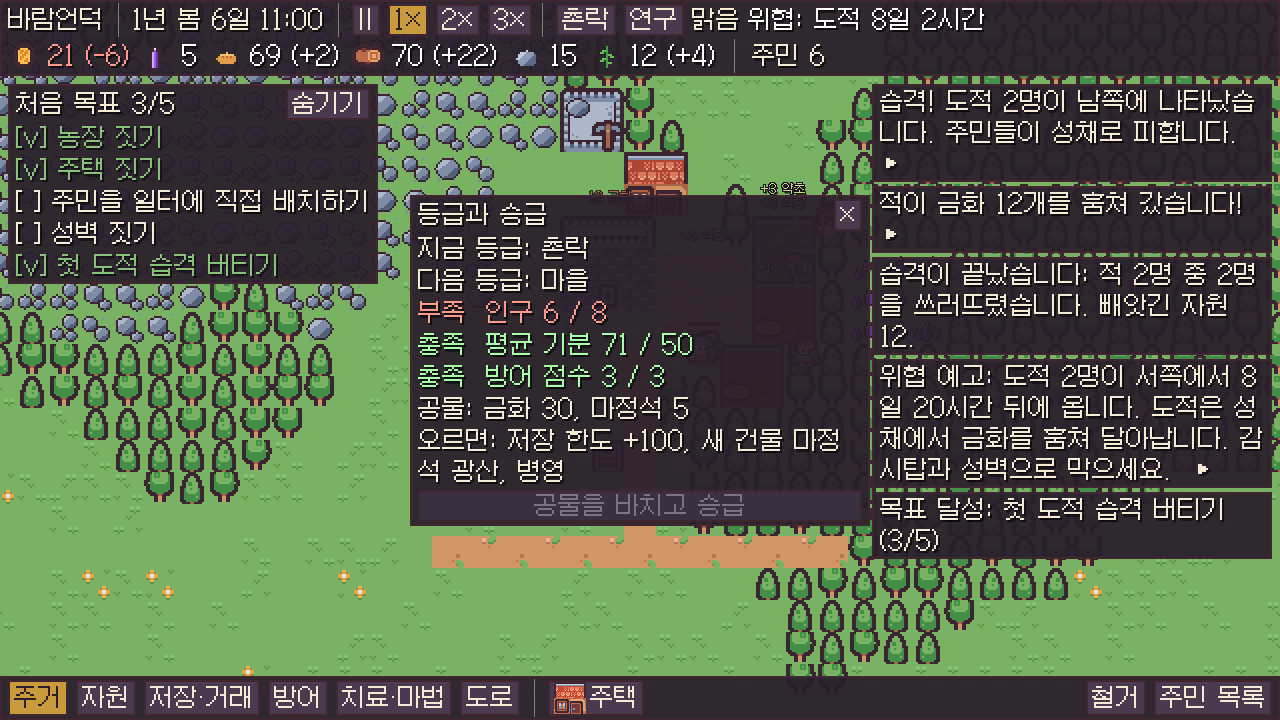 바람언덕 1년 봄 6일 11:00 || 1× 2× 3× 촌락 연구 맑음 위협: 도적 8일 2시간
21 (-6) 5 69 (+2) 70 (+22) 15 12 (+4) 주민 6
처음 목표 3/5 숨기기
[v] 농장 짓기
[v] 주택 짓기
[ ] 주민을 일터에 직접 배치하기
[ ] 성벽 짓기
[v] 첫 도적 습격 버티기
등급과 승급
지금 등급: 촌락
다음 등급: 마을
부족 인구 6 / 8
충족 평균 기분 71 / 50
충족 방어 점수 3 / 3
공물: 금화 30, 마정석 5
오르면: 저장 한도 +100, 새 건물 마정
석 광산, 병영
공물을 바치고 승급
습격! 도적 2명이 남쪽에 나타났습
니다. 주민들이 성채로 피합니다.
적이 금화 12개를 훔쳐 갔습니다!
습격이 끝났습니다: 적 2명 중 2명
을 쓰러뜨렸습니다. 빼앗긴 자원
12.
위협 예고: 도적 2명이 서쪽에서 8
일 20시간 뒤에 옵니다. 도적은 성
채에서 금화를 훔쳐 달아납니다. 감
시탑과 성벽으로 막으세요.
목표 달성: 첫 도적 습격 버티기
(3/5)
+3 약초
주거 자원 저장·거래 방어 치료·마법 도로 주택 철거 주민 목록